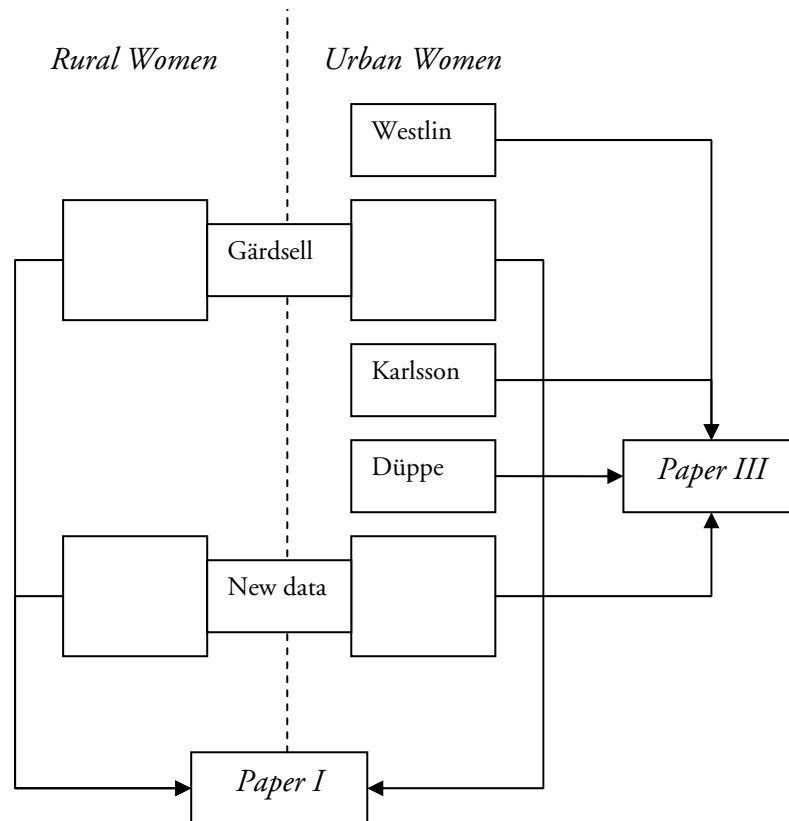 Rural Women
Urban Women
Westlin
Gärdsell
Karlsson
Düppe
Paper III
New data
Paper I